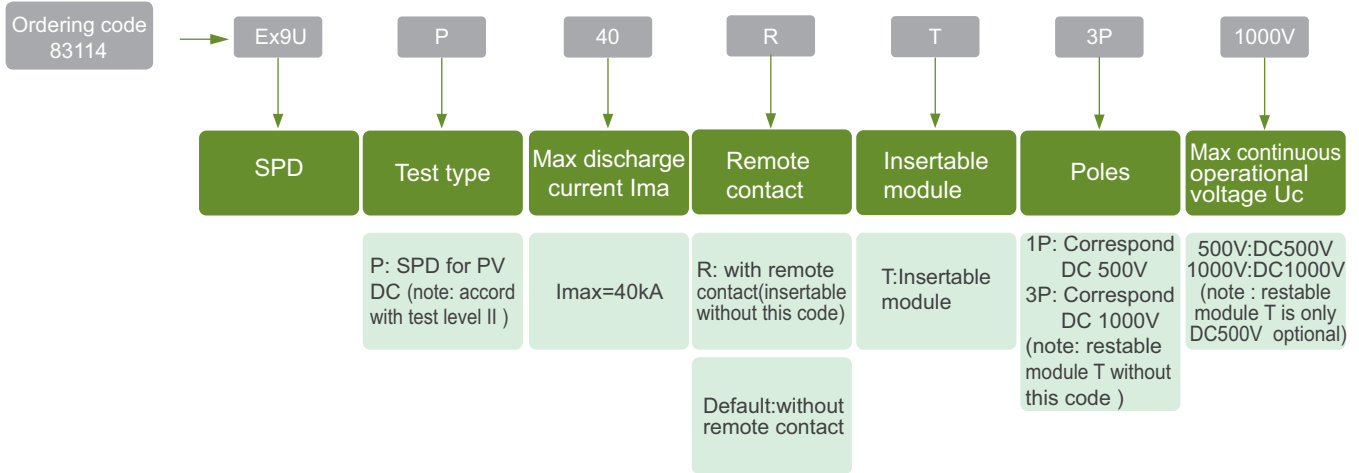 Ordering code
83114
Ex9U
P
40
R
T
3P
1000V
SPD
Test type
Max discharge
current Ima
Remote
contact
Insertable
module
Poles
Max continuous
operational
voltage Uc
P: SPD for PV
DC (note: accord
with test level II )
Imax=40kA
R: with remote
contact(insertable
without this code)
Default:without
remote contact
T:Insertable
module
1P: Correspond
DC 500V
3P: Correspond
DC 1000V
(note: restable
module T without
this code )
500V:DC500V
1000V:DC1000V
(note : restable
module T is only
DC500V optional)